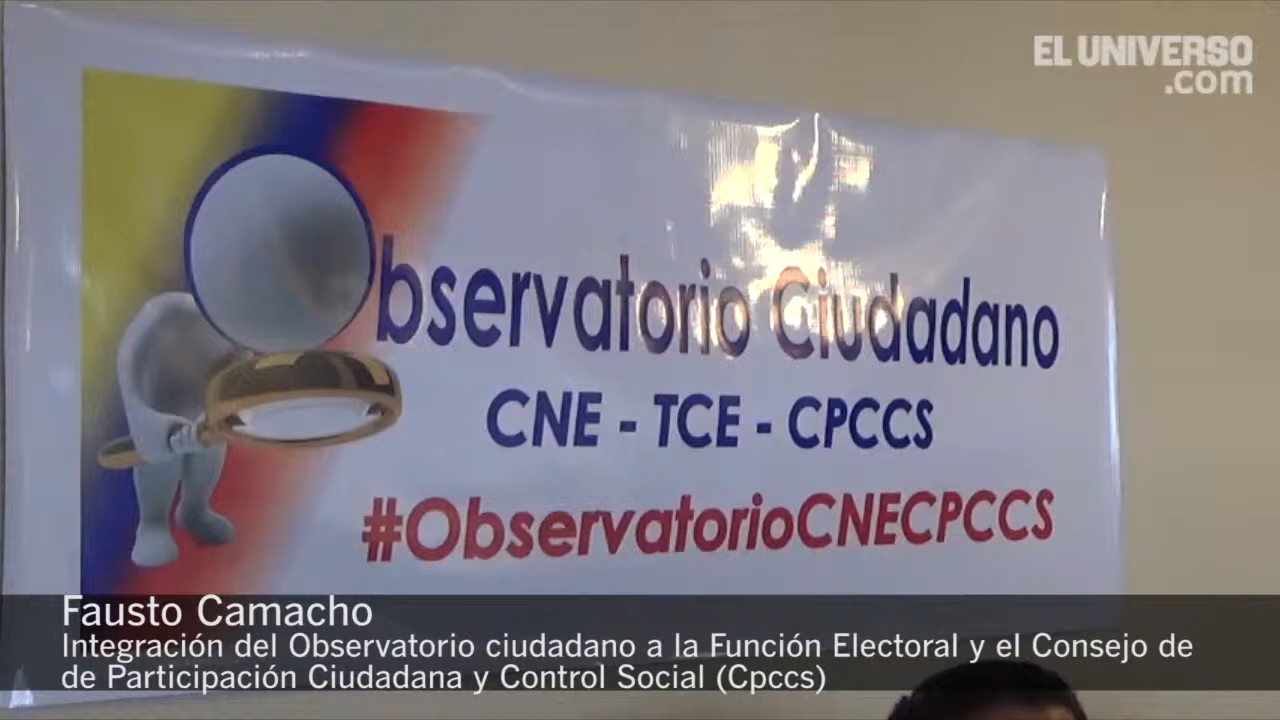 EL UNIVERSO
.com
Observatorio Ciudadano
CNE - TCE - CPCCS
#ObservatorioCNECPCCS
Fausto Camacho
Integración del Observatorio ciudadano a la Función Electoral y el Consejo de
de Participación Ciudadana y Control Social (Cpccs)